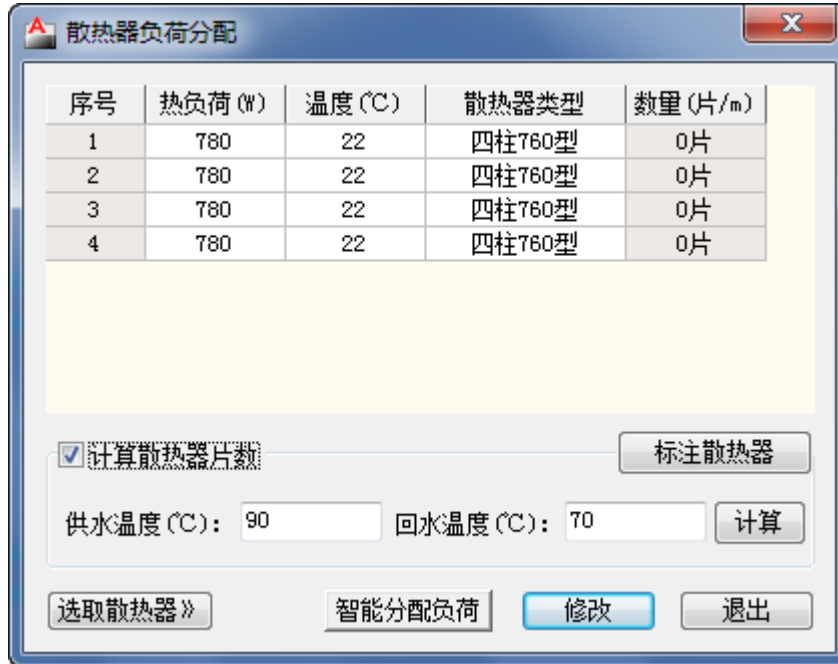 散热器负荷分配
序号 热负荷(W) 温度(℃) 散热器类型 数量(片/m)
1 780 22 四柱760型 0片
2 780 22 四柱760型 0片
3 780 22 四柱760型 0片
4 780 22 四柱760型 0片
计算散热器片数 标注散热器
供水温度(℃): 90 回水温度(℃): 70 计算
选取散热器» 智能分配负荷 修改 退出